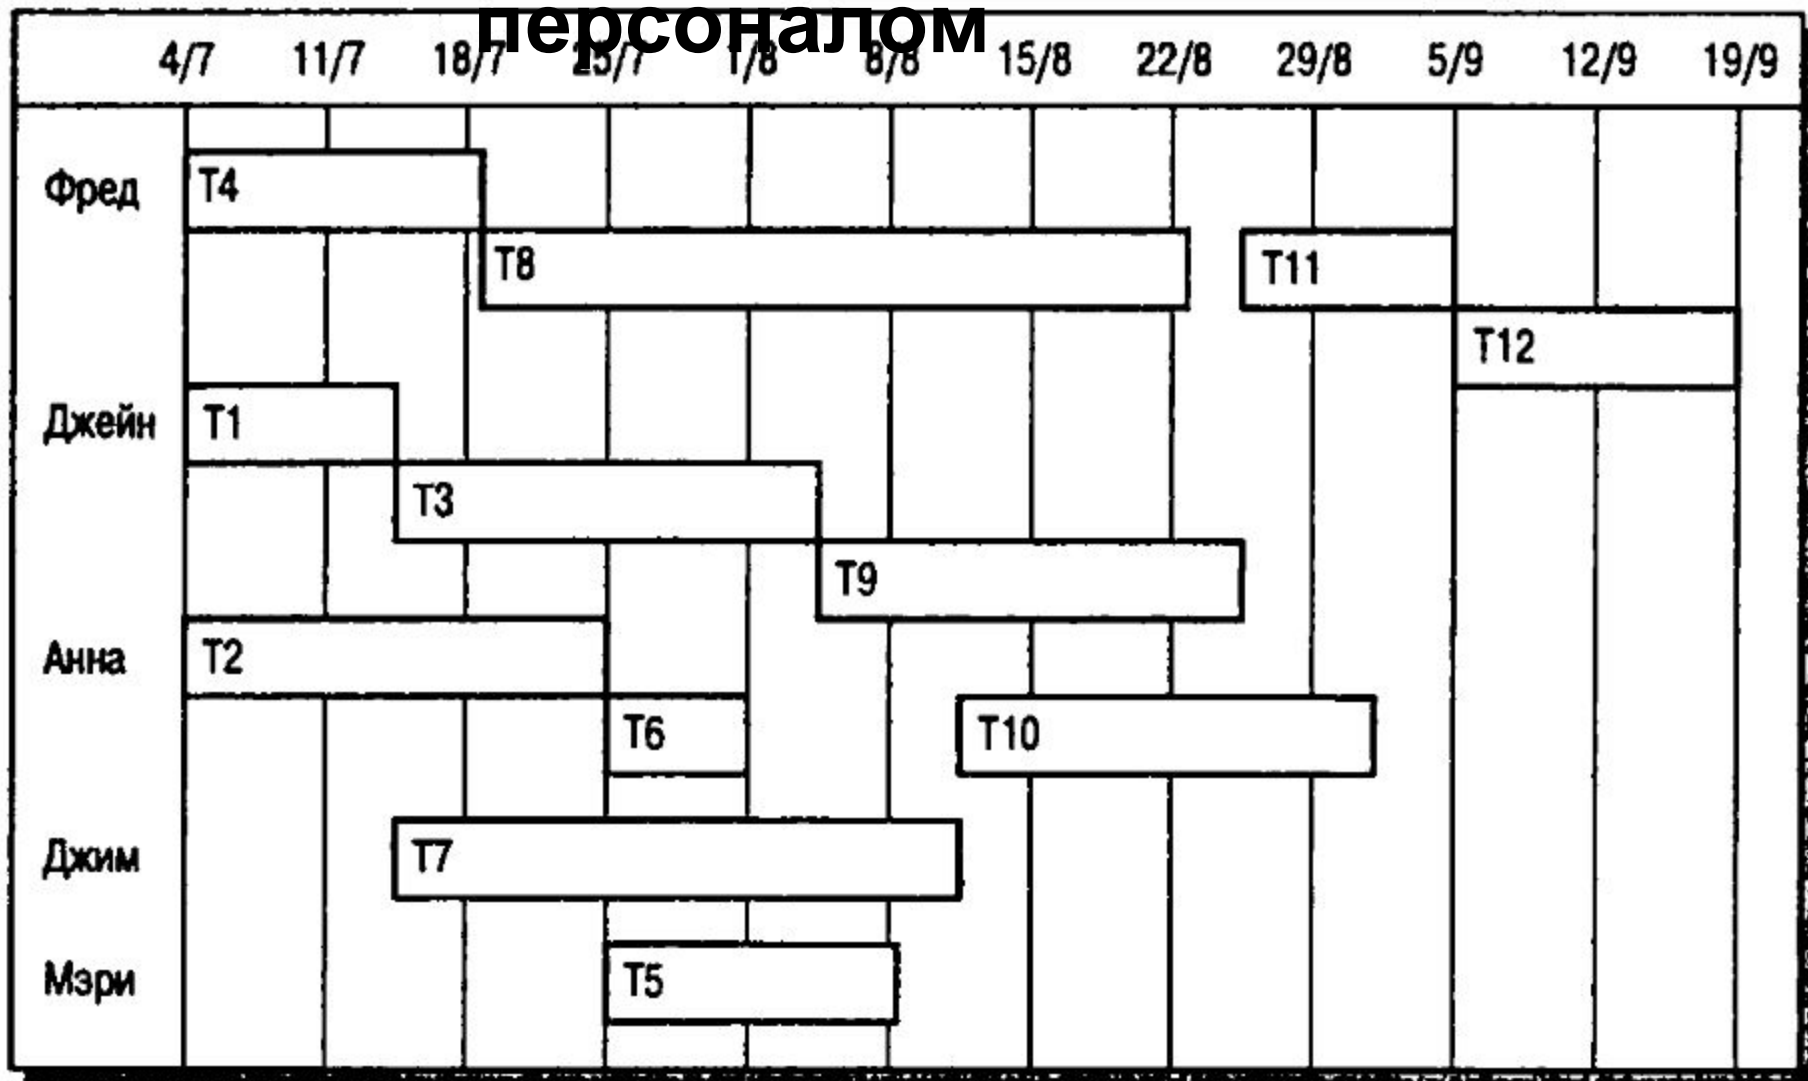 персоналом
4/7 11/7 18/7 25/7 1/8 8/8 15/8 22/8 29/8 5/9 12/9 19/9
Фред T4
T8 T11
T12
Джейн T1
T3
T9
Анна T2
T6 T10
Джим T7
Мэри T5